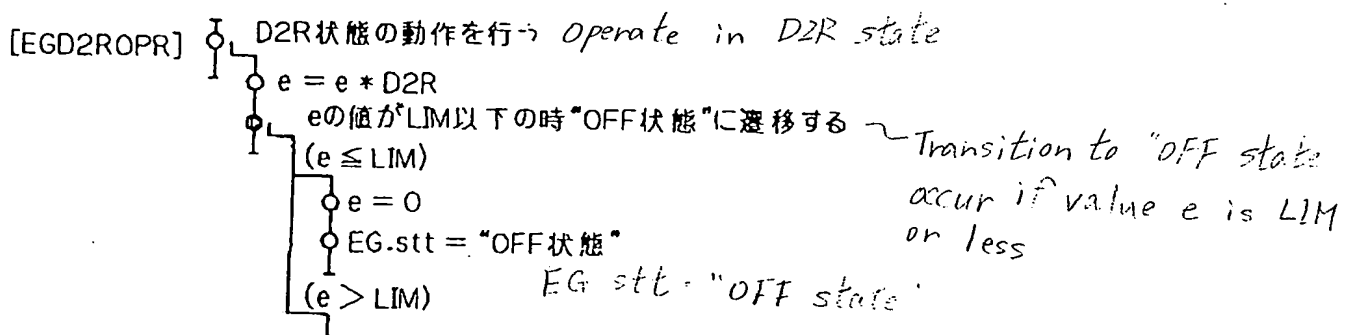 [EGD2ROPR] D2R状態の動作を行う Operate in D2R state
e = e * D2R
eの値がLIM以下の時"OFF状態"に遷移する Transition to "OFF state
(e ≦ LIM) occur if value e is LIM
e = 0 or less
EG.stt = "OFF状態"
EG stt = "OFF state"
(e > LIM)